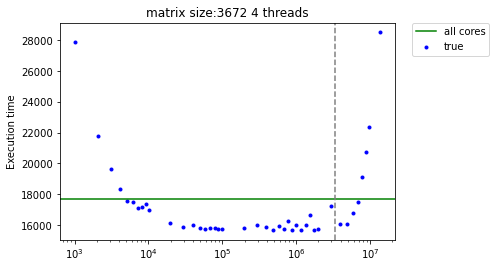 matrix size:3672 4 threads
28000
26000
24000
22000
20000
18000
16000
Execution time
10³ 10⁴ 10⁵ 10⁶ 10⁷
all cores
true